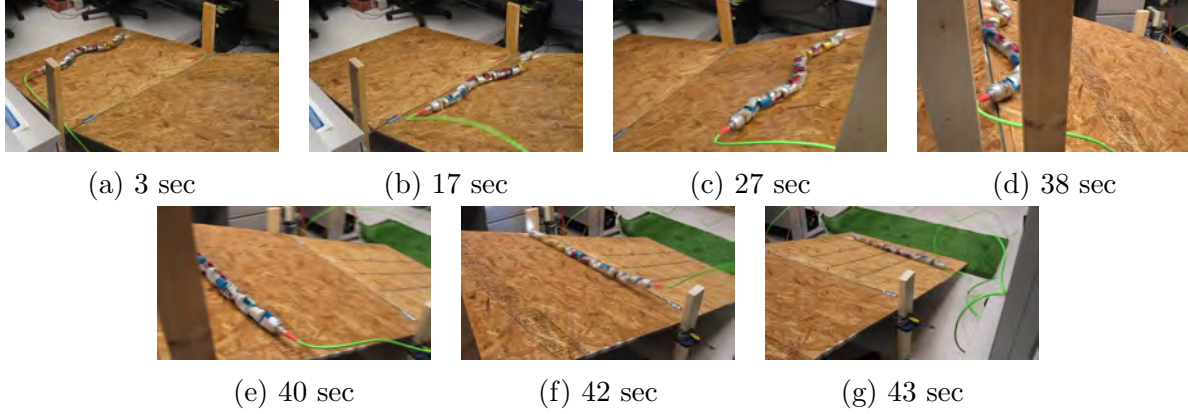 (a) 3 sec
(b) 17 sec
(c) 27 sec
(d) 38 sec
(e) 40 sec
(f) 42 sec
(g) 43 sec